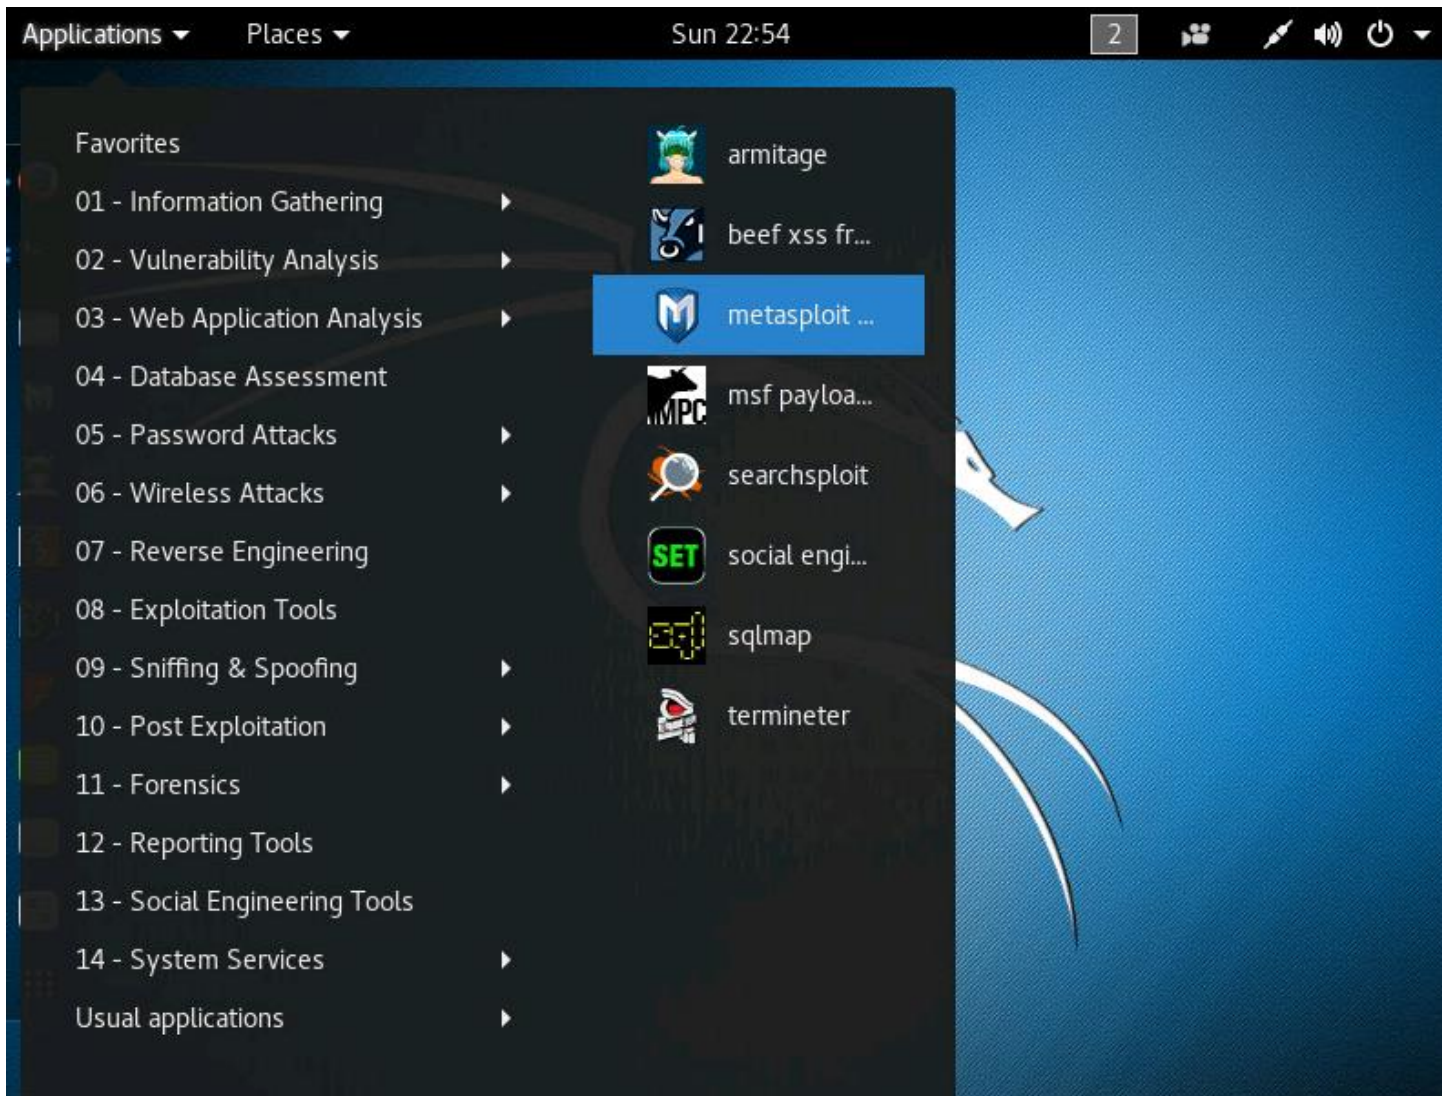 Applications Places Sun 22:54 2
Favorites
01 - Information Gathering
02 - Vulnerability Analysis
03 - Web Application Analysis
04 - Database Assessment
05 - Password Attacks
06 - Wireless Attacks
07 - Reverse Engineering
08 - Exploitation Tools
09 - Sniffing & Spoofing
10 - Post Exploitation
11 - Forensics
12 - Reporting Tools
13 - Social Engineering Tools
14 - System Services
Usual applications
armitage
beef xss fr...
M metasploit ...
MPC msf payloa...
searchsploit
SET social engi...
sql sqlmap
termineter